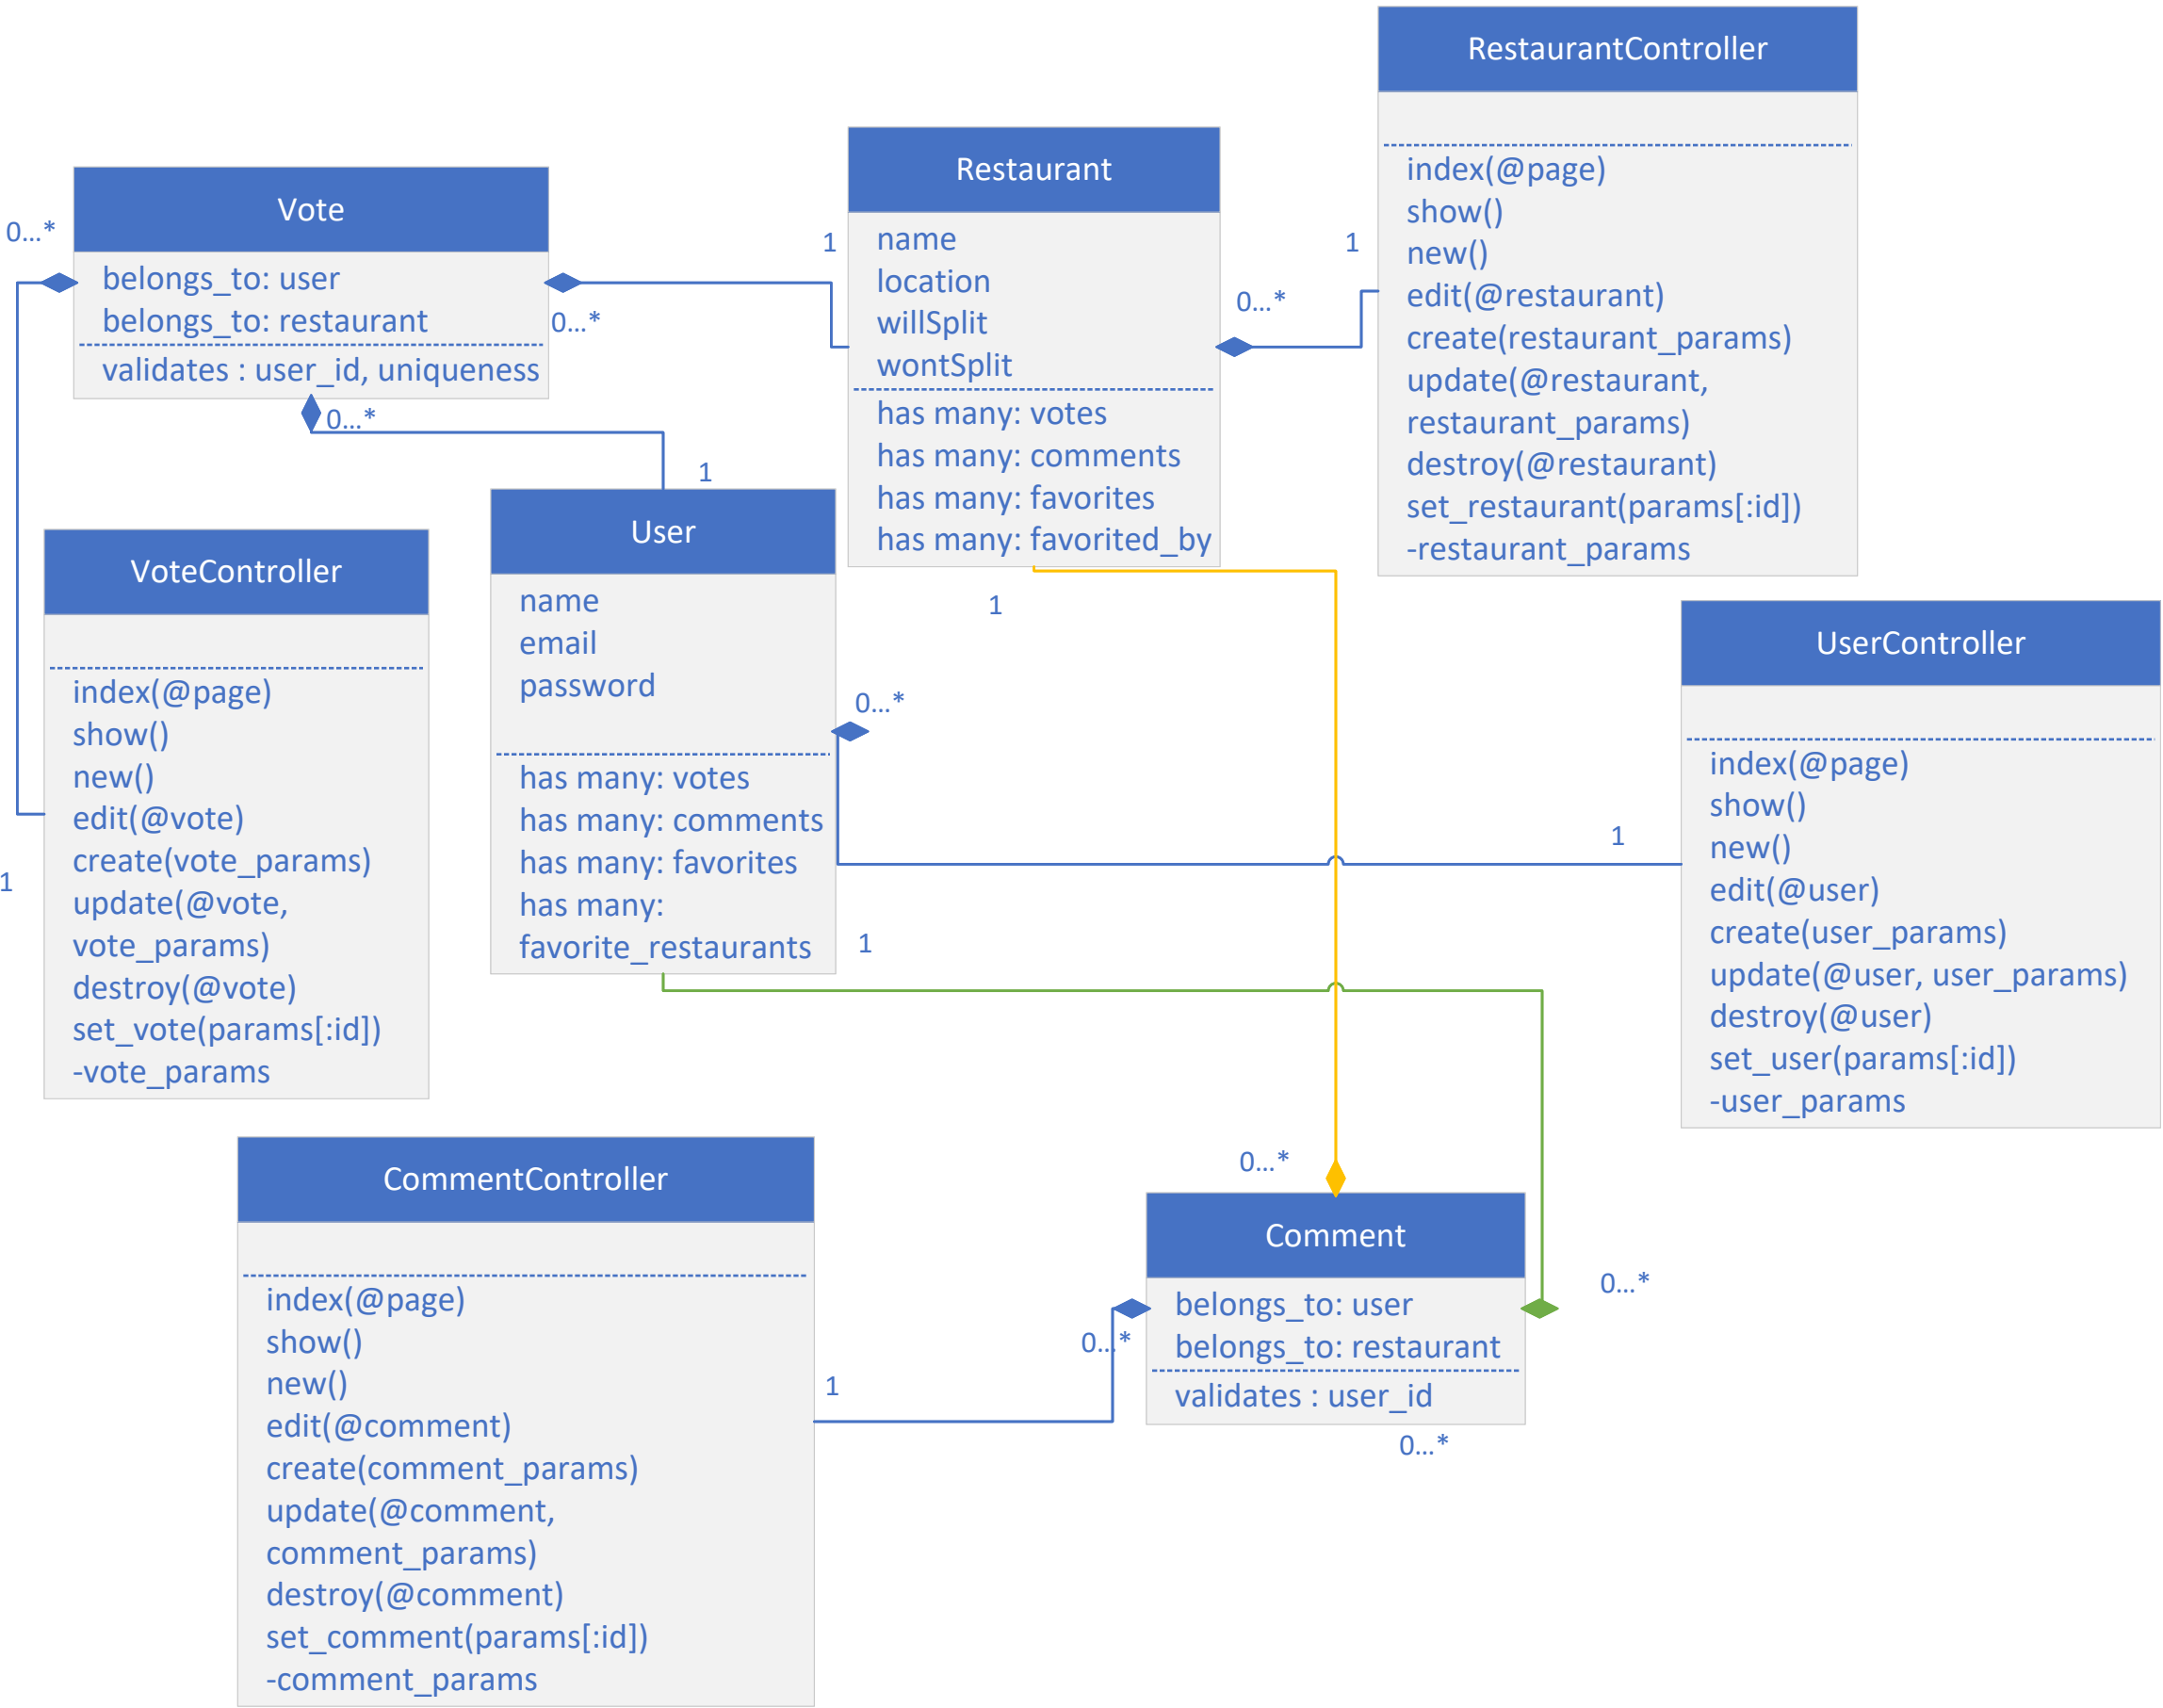 RestaurantController
index(@page)
show()
new()
edit(@restaurant)
create(restaurant_params)
update(@restaurant,
restaurant_params)
destroy(@restaurant)
set_restaurant(params[:id])
-restaurant_params
1
0...*
Restaurant
name
location
willSplit
wontSplit
has many: votes
has many: comments
has many: favorites
has many: favorited_by
1
1
Vote
belongs_to: user
belongs_to: restaurant
validates : user_id, uniqueness
0...*
0...*
0...*
1
User
name
email
password
has many: votes
has many: comments
has many: favorites
has many:
favorite_restaurants
0...*
1
VoteController
index(@page)
show()
new()
edit(@vote)
create(vote_params)
update(@vote,
vote_params)
destroy(@vote)
set_vote(params[:id])
-vote_params
1
UserController
index(@page)
show()
new()
edit(@user)
create(user_params)
update(@user, user_params)
destroy(@user)
set_user(params[:id])
-user_params
1
CommentController
index(@page)
show()
new()
edit(@comment)
create(comment_params)
update(@comment,
comment_params)
destroy(@comment)
set_comment(params[:id])
-comment_params
1
0...*
0...*
Comment
belongs_to: user
belongs_to: restaurant
validates : user_id
0...*
0...*